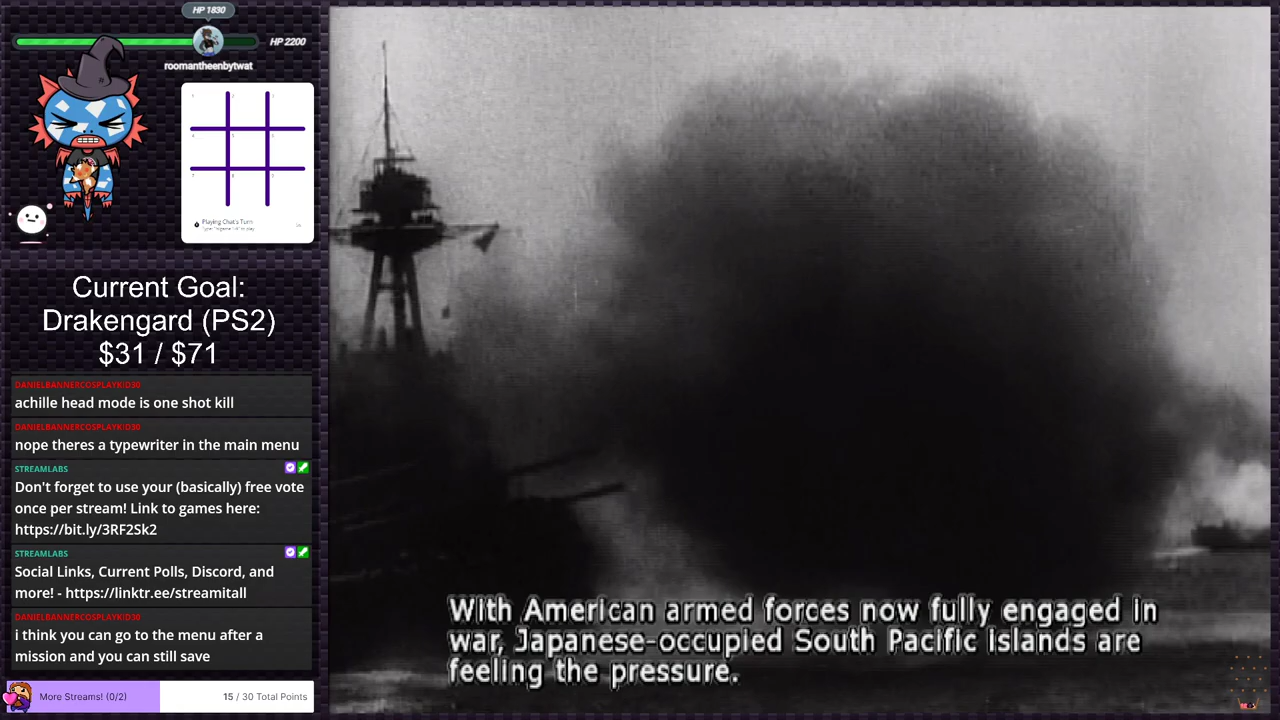 HP 1830
HP 2200
roomantheenbytwat
Playing Chat's Turn
Current Goal:
Drakengard (PS2)
$31 / $71
DANIELBANNERCOSPLAYKID30
achille head mode is one shot kill
DANIELBANNERCOSPLAYKID30
nope theres a typewriter in the main menu
STREAMLABS
Don't forget to use your (basically) free vote
once per stream! Link to games here:
https://bit.ly/3RF2Sk2
STREAMLABS
Social Links, Current Polls, Discord, and
more! - https://linktr.ee/streamitall
DANIELBANNERCOSPLAYKID30
i think you can go to the menu after a
mission and you can still save
More Streams! (0/2)
15 / 30 Total Points
With American armed forces now fully engaged in
war, Japanese-occupied South Pacific islands are
feeling the pressure.